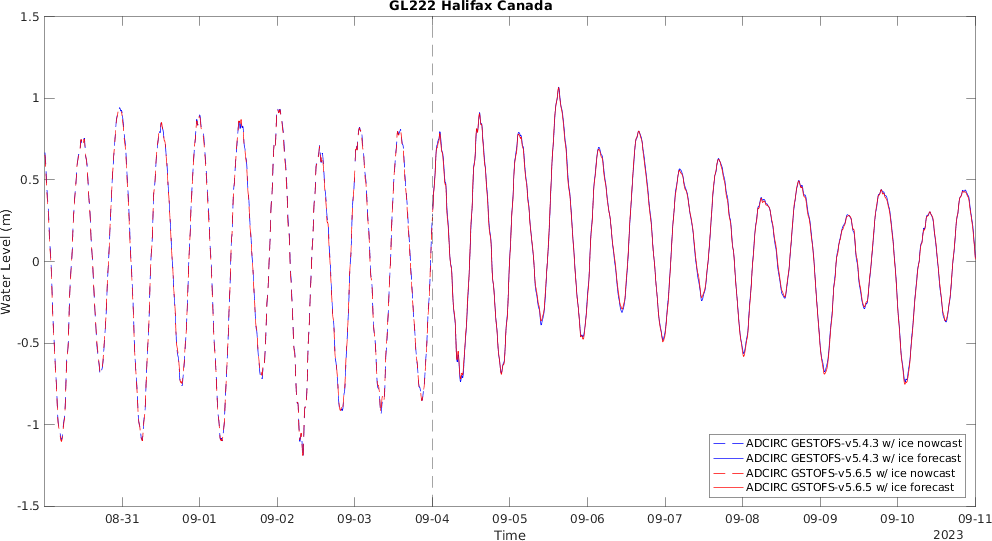 GL222 Halifax Canada
1.5
1
0.5
0
-0.5
-1
-1.5
Water Level (m)
ADCIRC GESTOFS-v5.4.3 w/ ice nowcast
ADCIRC GESTOFS-v5.4.3 w/ ice forecast
ADCIRC GSTOFS-v5.6.5 w/ ice nowcast
ADCIRC GSTOFS-v5.6.5 w/ ice forecast
08-31 09-01 09-02 09-03 09-04 09-05 09-06 09-07 09-08 09-09 09-10 09-11
Time
2023